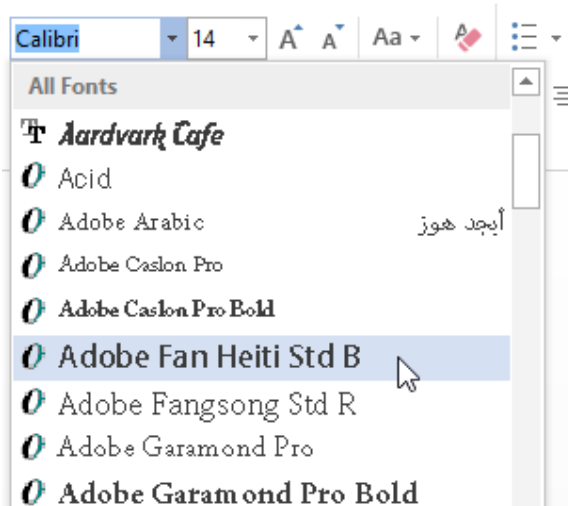 Calibri 14 A A Aa
All Fonts
Aardvark Cafe
Acid
Adobe Arabic أبجد هوز
Adobe Caslon Pro
Adobe Caslon Pro Bold
Adobe Fan Heiti Std B
Adobe Fangsong Std R
Adobe Garamond Pro
Adobe Garamond Pro Bold